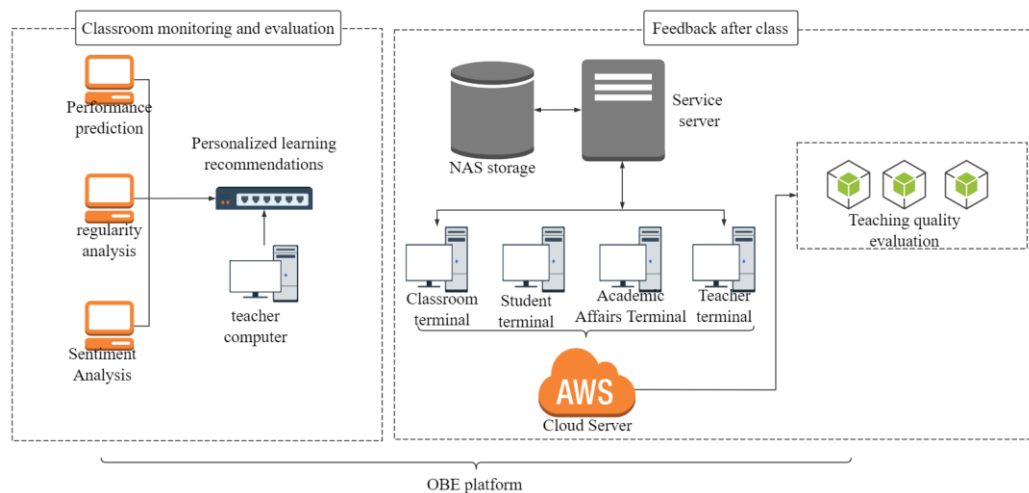 Classroom monitoring and evaluation
Performance
prediction
Personalized learning
recommendations
regularity
analysis
teacher
computer
Sentiment
Analysis
Feedback after class
NAS storage
Service
server
Classroom
terminal
Student
terminal
Academic
Affairs Terminal
Teacher
terminal
AWS
Cloud Server
Teaching quality
evaluation
OBE platform